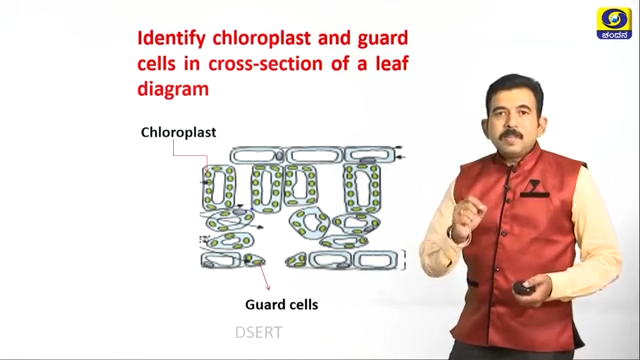 ಚಂದನ
Identify chloroplast and guard
cells in cross-section of a leaf
diagram
Chloroplast
Guard cells
DSERT